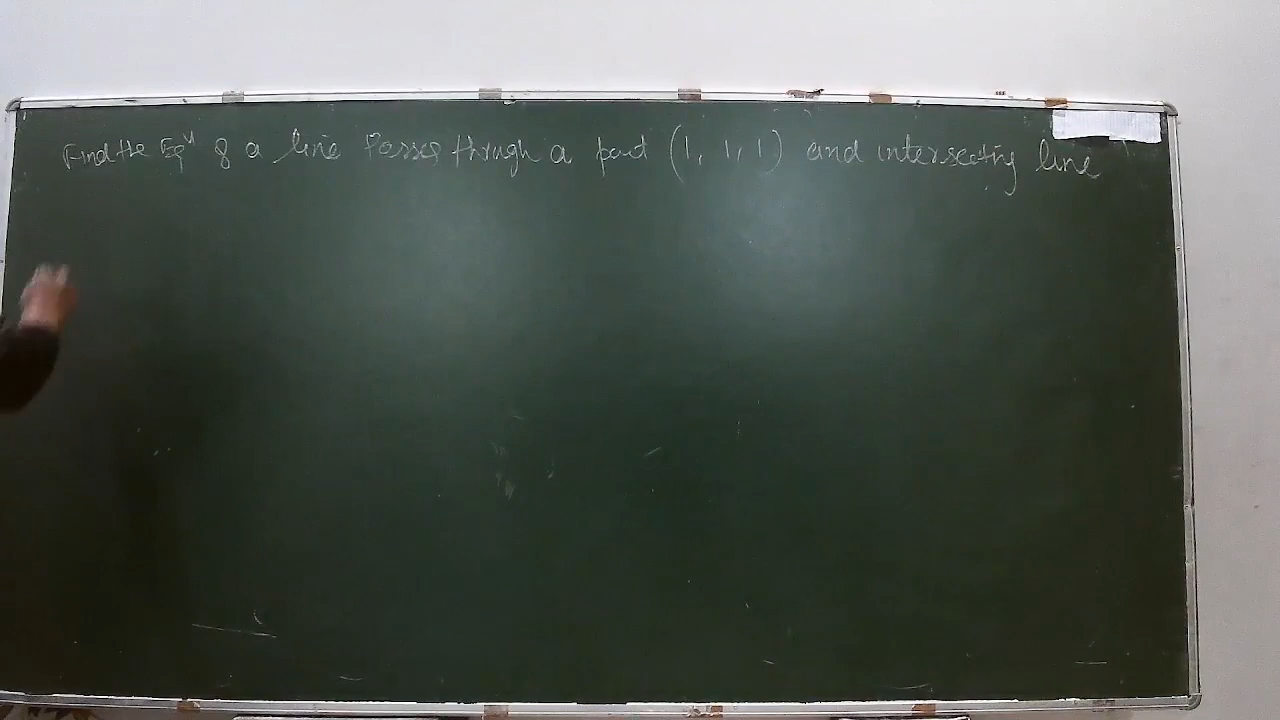 Find the Eqn of a line Passes through a point (1, 1, 1) and intersecting line